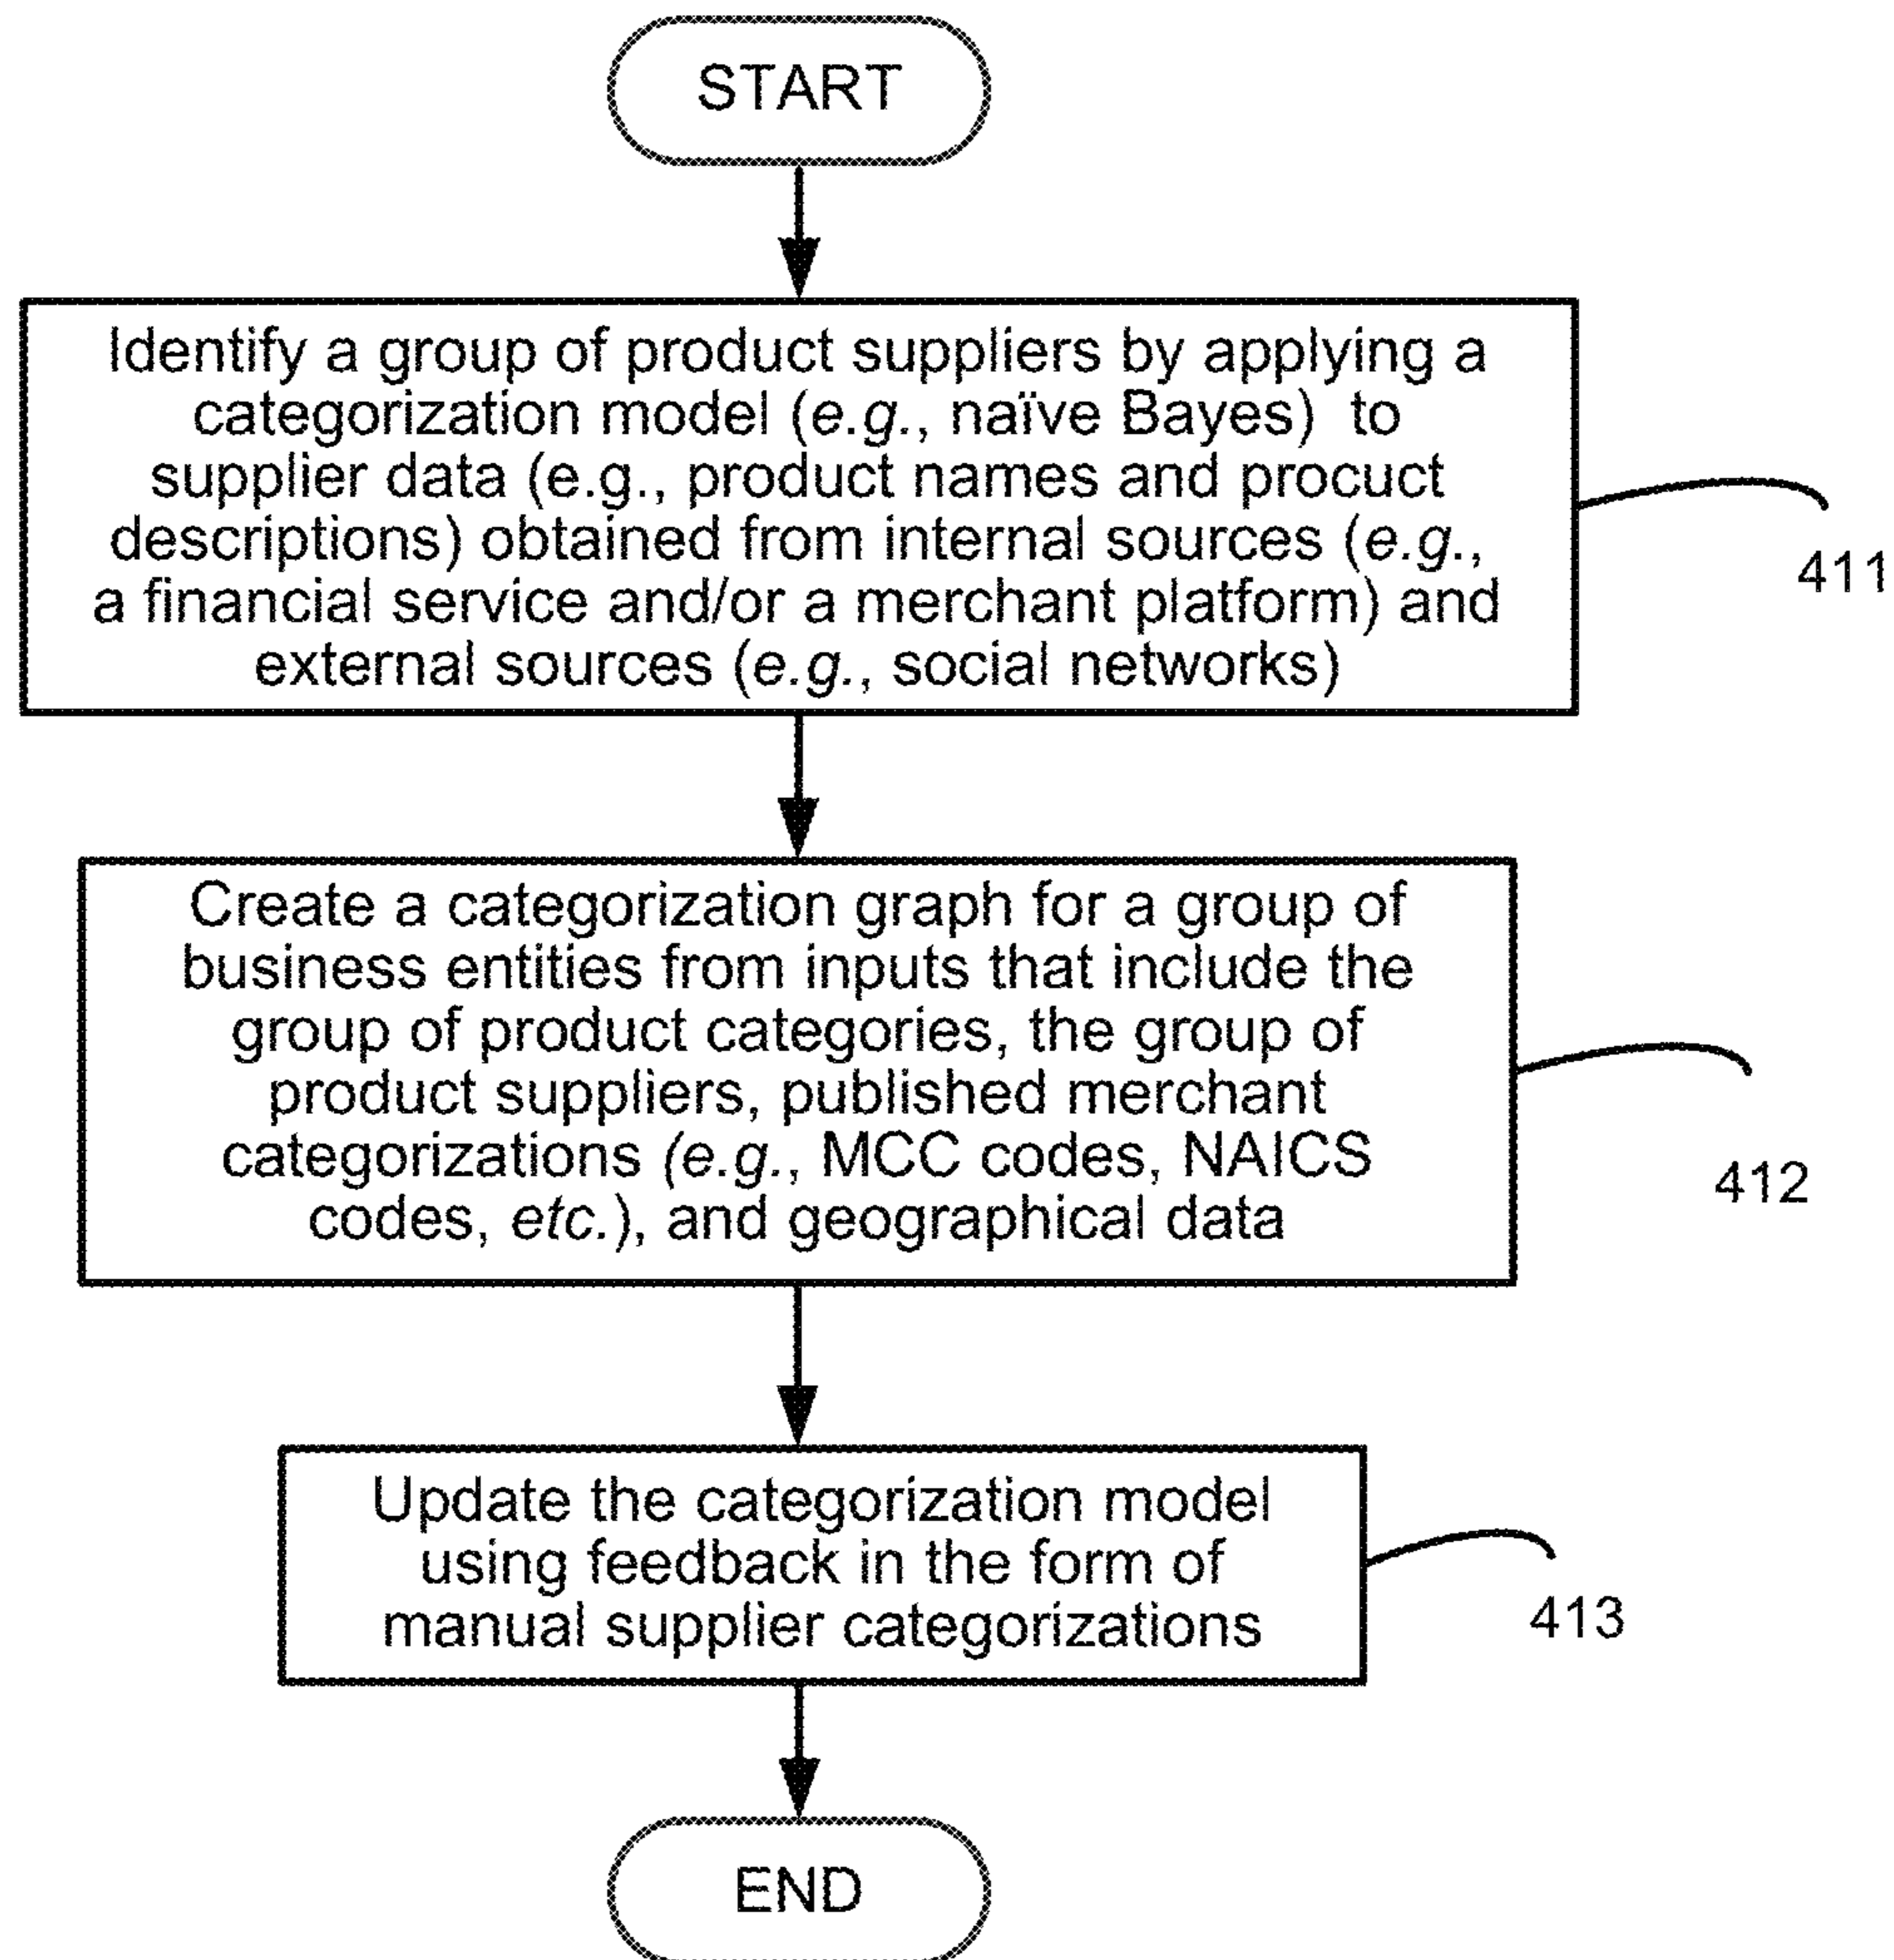 START
Identify a group of product suppliers by applying a
categorization model (e.g., naïve Bayes) to
supplier data (e.g., product names and procuct
descriptions) obtained from internal sources (e.g.,
a financial service and/or a merchant platform) and
external sources (e.g., social networks)
411
Create a categorization graph for a group of
business entities from inputs that include the
group of product categories, the group of
product suppliers, published merchant
categorizations (e.g., MCC codes, NAICS
codes, etc.), and geographical data
412
Update the categorization model
using feedback in the form of
manual supplier categorizations
413
END